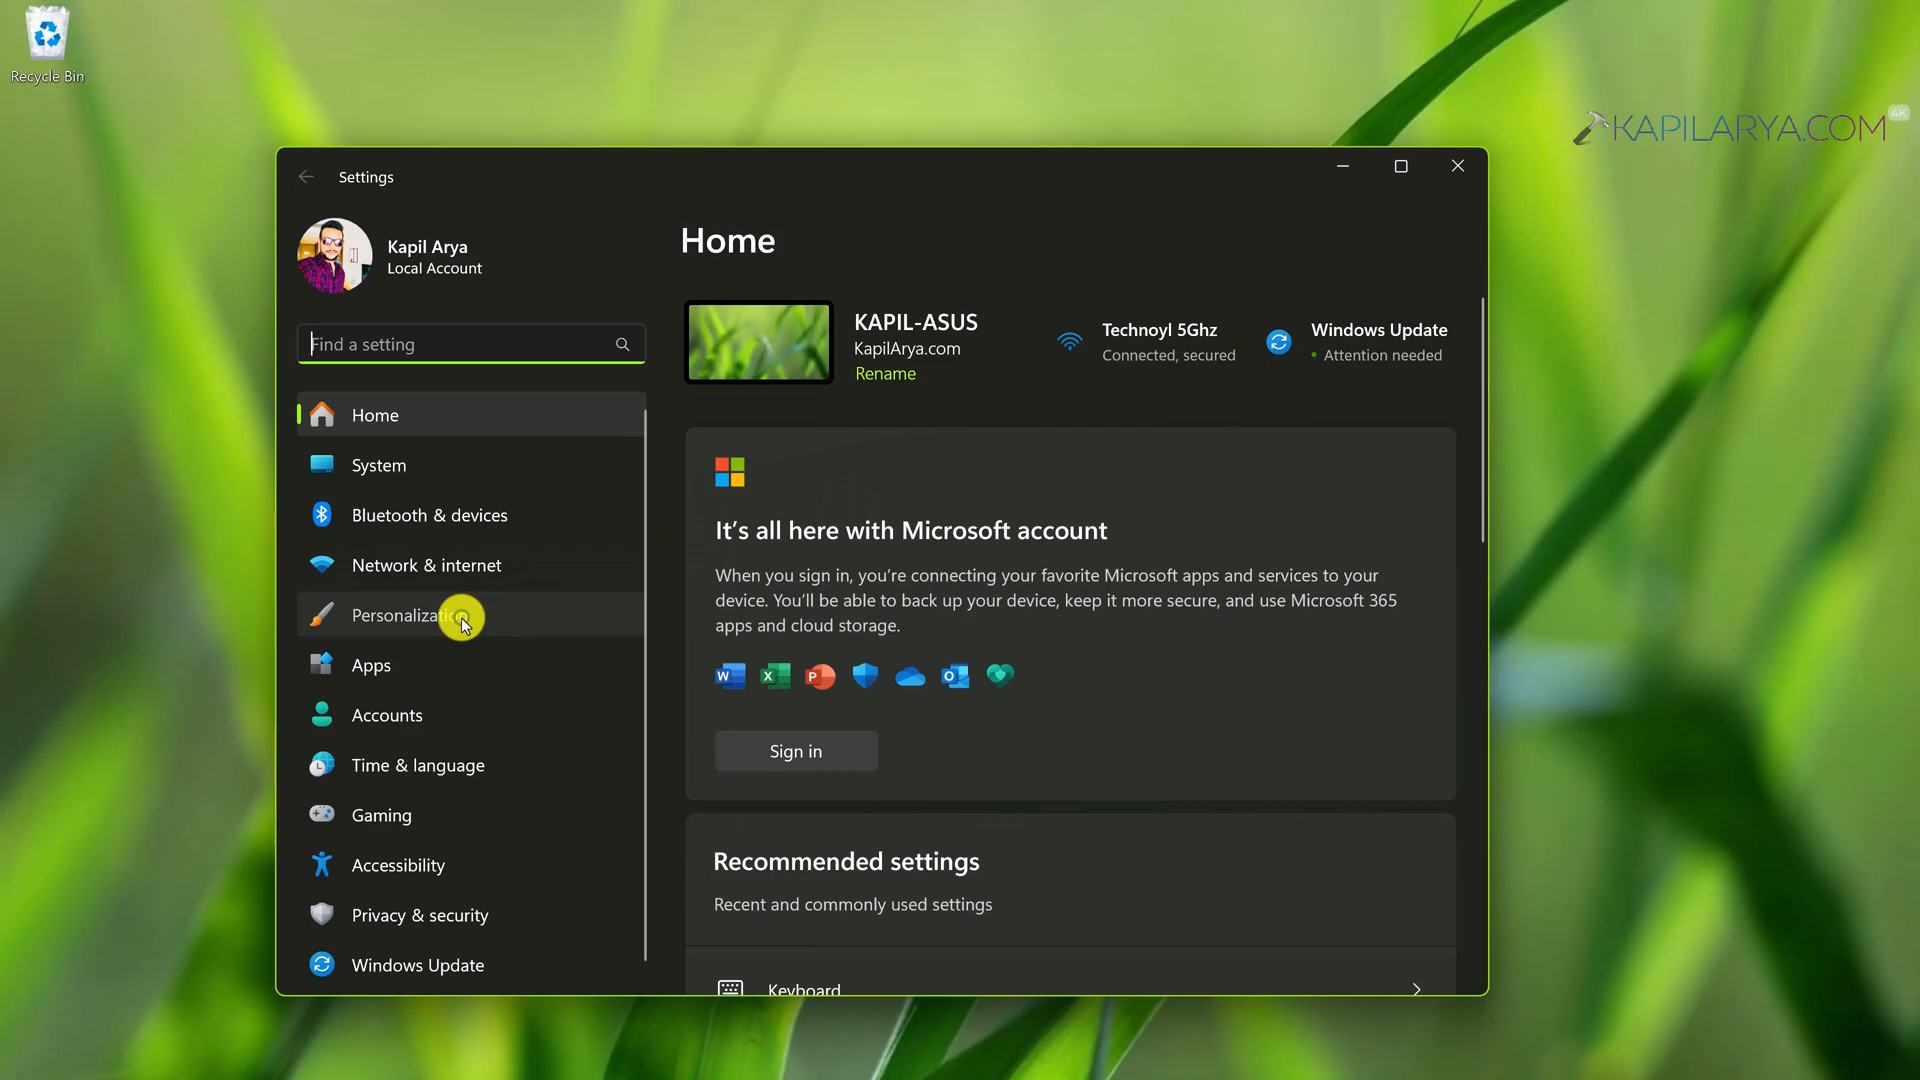 Recycle Bin
KAPILARYA.COM
4K
Settings
Kapil Arya
Local Account
Find a setting
Home
System
Bluetooth & devices
Network & internet
Personalization
Apps
Accounts
Time & language
Gaming
Accessibility
Privacy & security
Windows Update
Home
KAPIL-ASUS
KapilArya.com
Rename
Technoyl 5Ghz
Connected, secured
Windows Update
• Attention needed
It's all here with Microsoft account
When you sign in, you're connecting your favorite Microsoft apps and services to your
device. You'll be able to back up your device, keep it more secure, and use Microsoft 365
apps and cloud storage.
W
X
P
O
Sign in
Recommended settings
Recent and commonly used settings
Keyboard